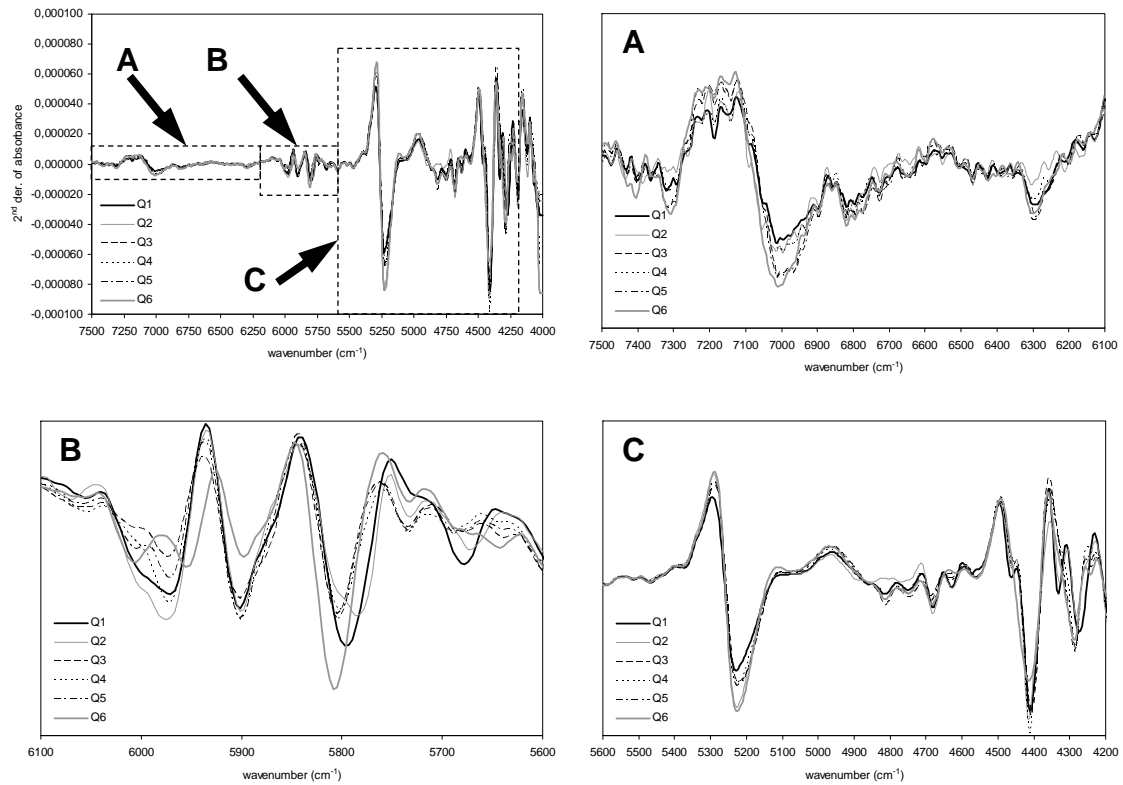 0,000100
0,000080
0,000060
0,000040
0,000020
0,000000
-0,000020
-0,000040
-0,000060
-0,000080
-0,000100
2nd der. of absorbance
A
B
C
Q1
Q2
Q3
Q4
Q5
Q6
7500 7250 7000 6750 6500 6250 6000 5750 5500 5250 5000 4750 4500 4250 4000
wavenumber (cm-1)
A
Q1
Q2
Q3
Q4
Q5
Q6
7500 7400 7300 7200 7100 7000 6900 6800 6700 6600 6500 6400 6300 6200 6100
wavenumber (cm-1)
B
Q1
Q2
Q3
Q4
Q5
Q6
6100 6000 5900 5800 5700 5600
wavenumber (cm-1)
C
Q1
Q2
Q3
Q4
Q5
Q6
5600 5500 5400 5300 5200 5100 5000 4900 4800 4700 4600 4500 4400 4300 4200
wavenumber (cm-1)